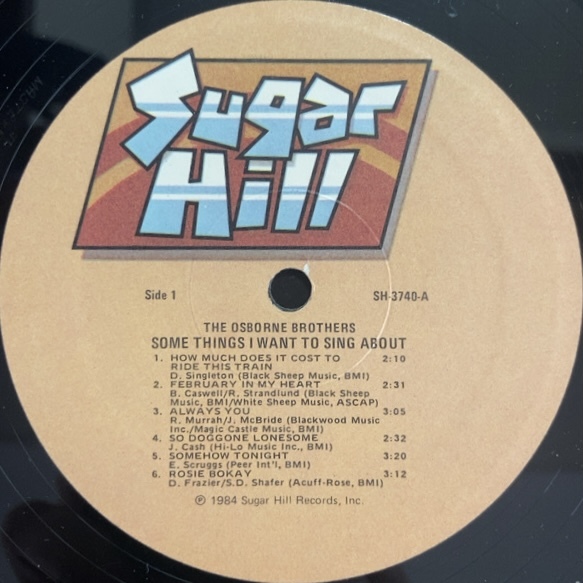 Sugar
Hill
Side 1
SH-3740-A
THE OSBORNE BROTHERS
SOME THINGS I WANT TO SING ABOUT
1. HOW MUCH DOES IT COST TO 2:10
RIDE THIS TRAIN
D. Singleton (Black Sheep Music, BMI)
2. FEBRUARY IN MY HEART 2:31
B. Caswell/R. Strandlund (Black Sheep
Music, BMI/White Sheep Music, ASCAP)
3. ALWAYS YOU 3:05
R. Murrah/J. McBride (Blackwood Music
Inc./Magic Castle Music, BMI)
4. SO DOGGONE LONESOME 2:32
J. Cash (Hi-Lo Music Inc., BMI)
5. SOMEHOW TONIGHT 3:20
E. Scruggs (Peer Int'l, BMI)
6. ROSIE BOKAY 3:12
D. Frazier/S.D. Shafer (Acuff-Rose, BMI)
℗ 1984 Sugar Hill Records, Inc.